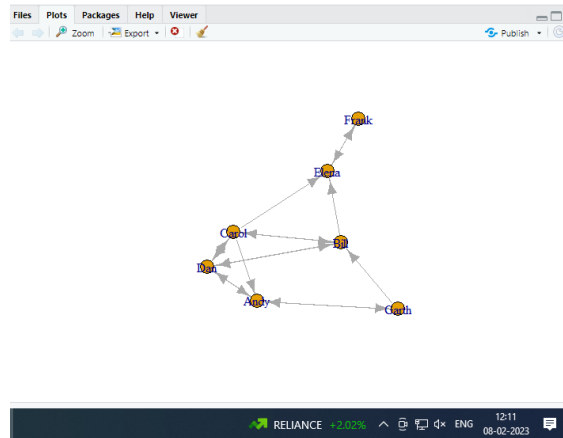 Files Plots Packages Help Viewer
Zoom Export Publish
Frank
Elena
Carol
Bill
Dan
Andy
Garth
RELIANCE +2.02% ENG 12:11
08-02-2023